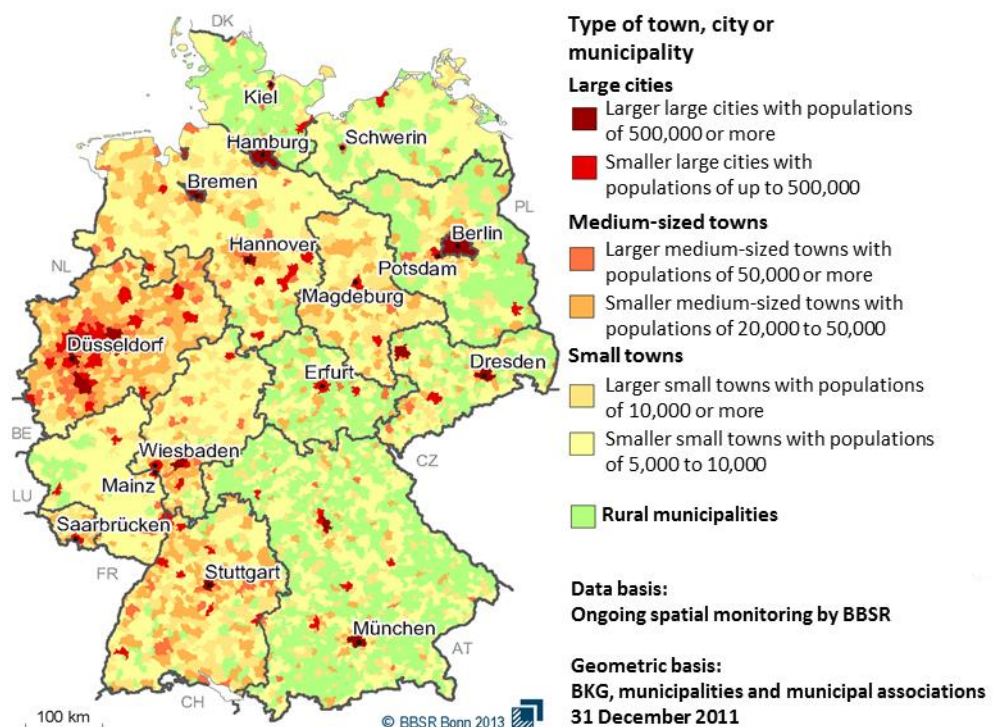 DK
Kiel
Schwerin
Hamburg
Bremen
PL
Berlin
Hannover
Potsdam
NL
Magdeburg
Düsseldorf
Dresden
Erfurt
BE
Wiesbaden
CZ
Mainz
LU
Saarbrücken
FR
Stuttgart
München
AT
CH
100 km
© BBSR Bonn 2013
Type of town, city or
municipality
Large cities
Larger large cities with populations
of 500,000 or more
Smaller large cities with
populations of up to 500,000
Medium-sized towns
Larger medium-sized towns with
populations of 50,000 or more
Smaller medium-sized towns with
populations of 20,000 to 50,000
Small towns
Larger small towns with populations
of 10,000 or more
Smaller small towns with populations
of 5,000 to 10,000
Rural municipalities
Data basis:
Ongoing spatial monitoring by BBSR
Geometric basis:
BKG, municipalities and municipal associations
31 December 2011